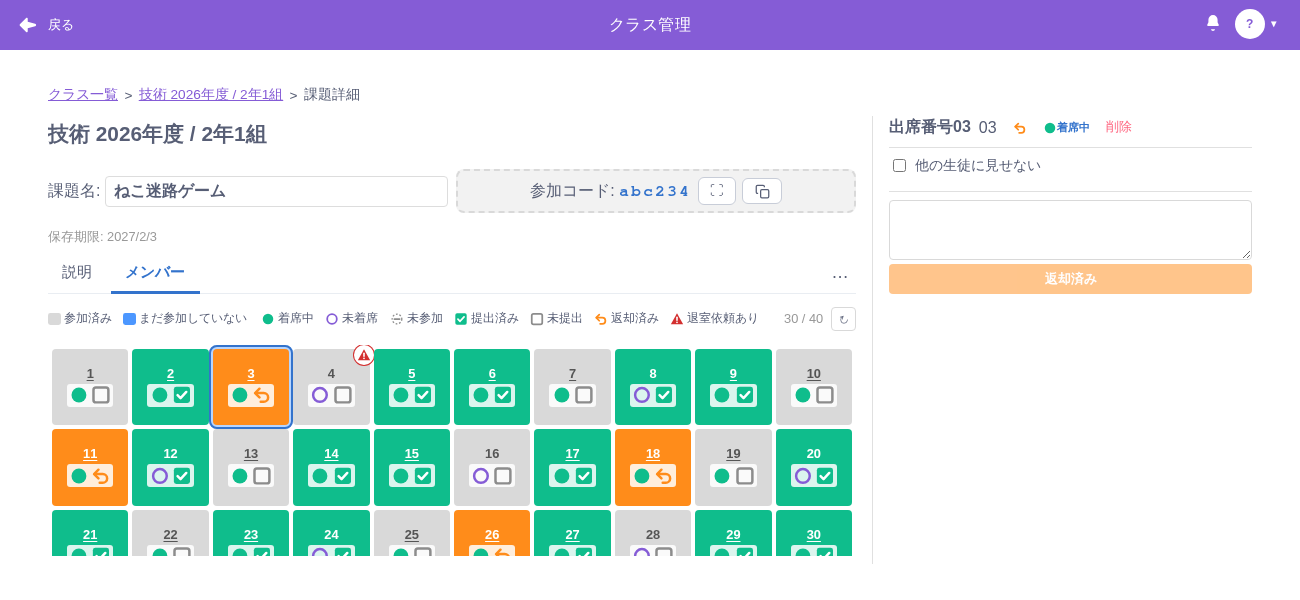 戻る
クラス管理
?
クラス一覧 > 技術 2026年度 / 2年1組 > 課題詳細
技術 2026年度 / 2年1組
課題名: ねこ迷路ゲーム
参加コード: abc234
保存期限: 2027/2/3
説明 メンバー …
参加済み まだ参加していない 着席中 未着席 未参加 提出済み 未提出 返却済み 退室依頼あり 30 / 40
1 2 3 4 5 6 7 8 9 10
11 12 13 14 15 16 17 18 19 20
21 22 23 24 25 26 27 28 29 30
出席番号03 03 着席中 削除
他の生徒に見せない
返却済み